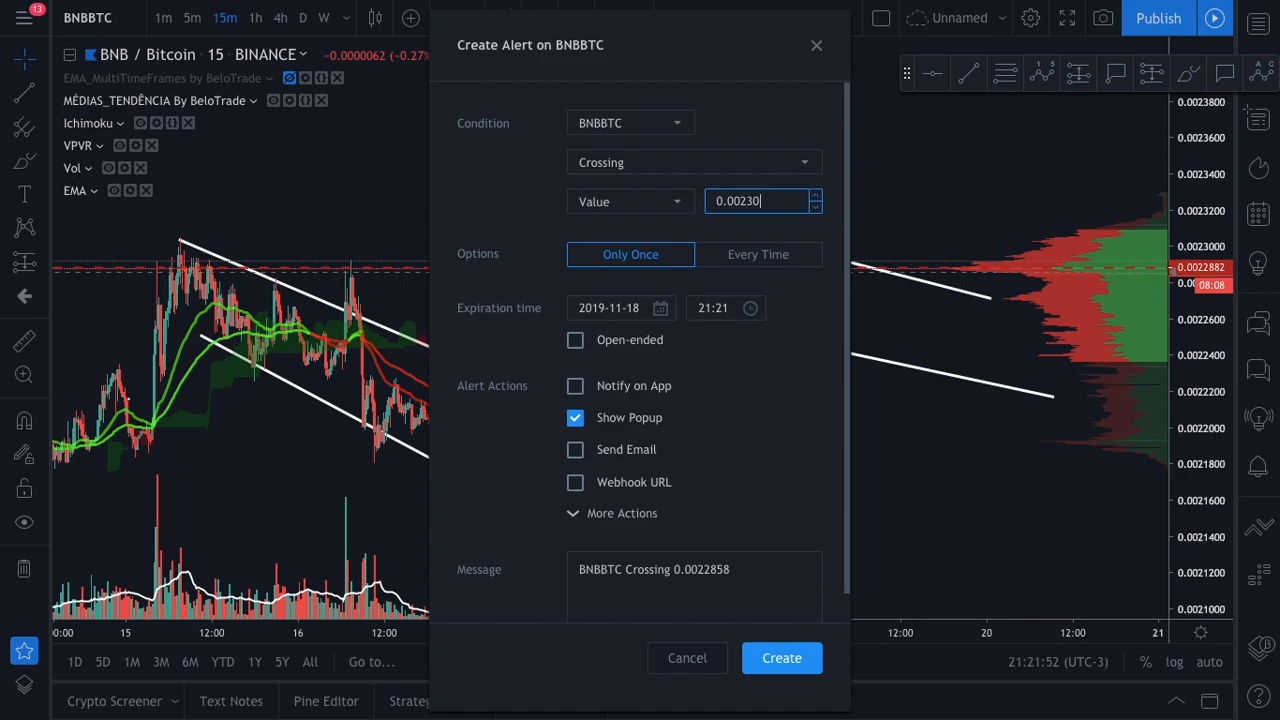 13
BNBBTC 1m 5m 15m 1h 4h D W
Unnamed Publish
BNB / Bitcoin 15 BINANCE -0.0000062 (-0.27%
EMA_MultiTimeFrames by BeloTrade
MÉDIAS_TENDÊNCIA By BeloTrade
Ichimoku
VPVR
Vol
EMA
Create Alert on BNBBTC
Condition BNBBTC
Crossing
Value 0.00230
Options Only Once Every Time
Expiration time 2019-11-18 21:21
Open-ended
Alert Actions Notify on App
Show Popup
Send Email
Webhook URL
More Actions
Message BNBBTC Crossing 0.0022858
Cancel Create
0.0023800
0.0023600
0.0023400
0.0023200
0.0023000
0.0022882
08:08
0.0022600
0.0022400
0.0022200
0.0022000
0.0021800
0.0021600
0.0021400
0.0021200
0.0021000
00:00 15 12:00 16 12:00 12:00 20 12:00 21
1D 5D 1M 3M 6M YTD 1Y 5Y All Go to... 21:21:52 (UTC-3) % log auto
Crypto Screener Text Notes Pine Editor